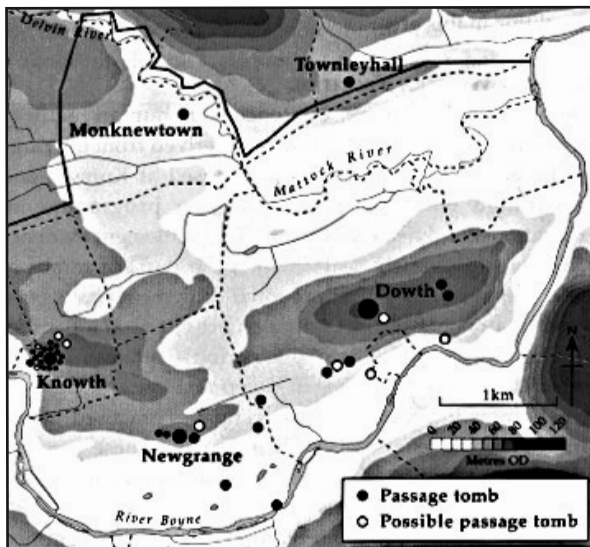 Delvin River
Townleyhall
Monknewtown
Mattock River
Dowth
N
Knowth
1km
0 20 40 60 80 100 120
Metres OD
Newgrange
River Boyne
Passage tomb
Possible passage tomb